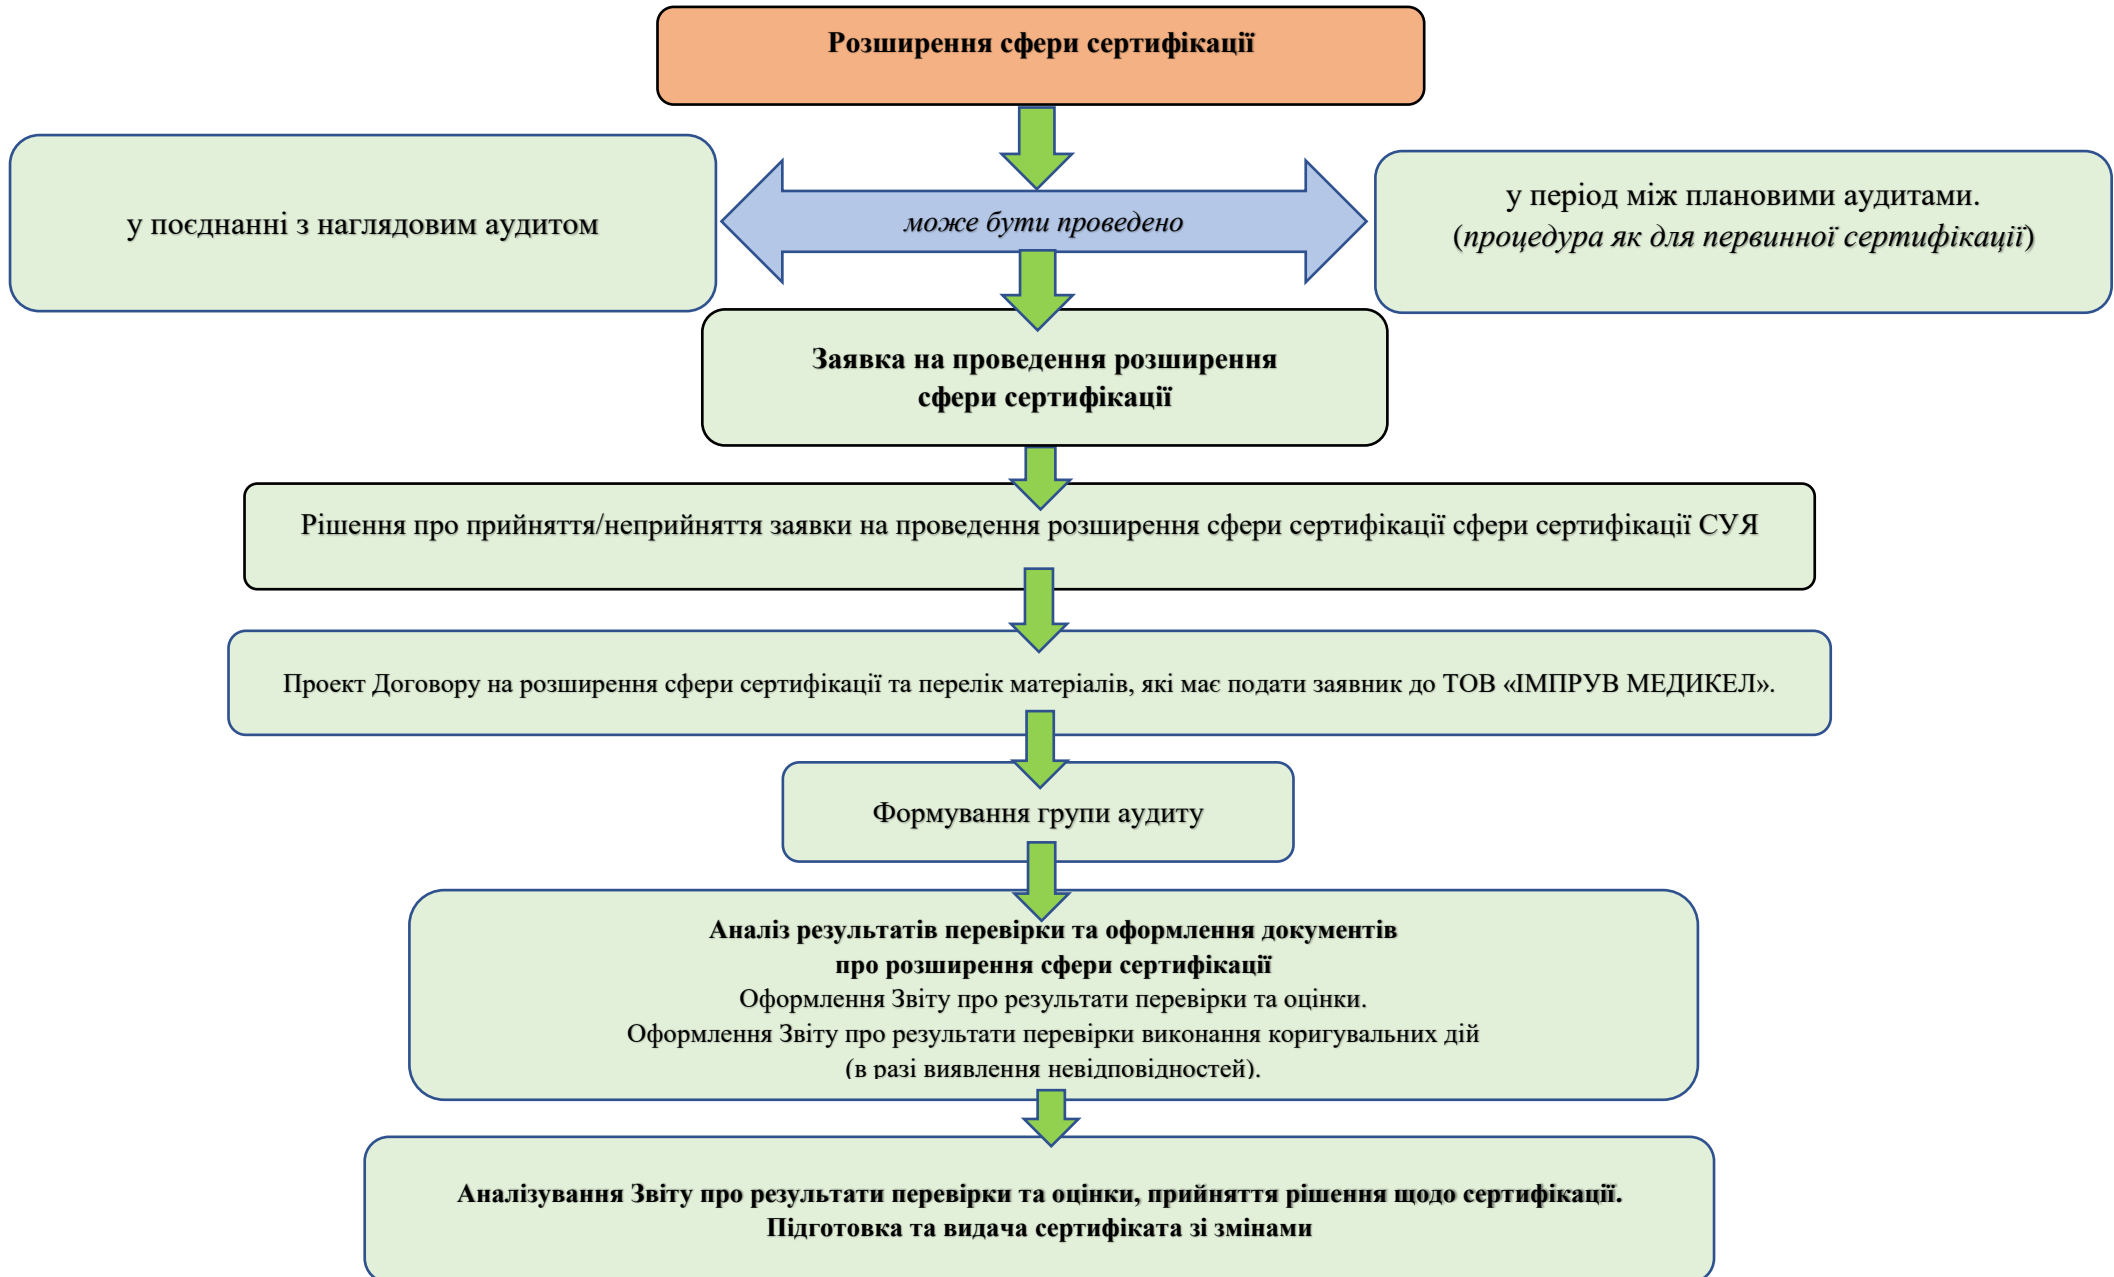 Розширення сфери сертифікації
у поєднанні з наглядовим аудитом
може бути проведено
у період між плановими аудитами.
(процедура як для первинної сертифікації)
Заявка на проведення розширення
сфери сертифікації
Рішення про прийняття/неприйняття заявки на проведення розширення сфери сертифікації сфери сертифікації СУЯ
Проект Договору на розширення сфери сертифікації та перелік матеріалів, які має подати заявник до ТОВ «ІМПРУВ МЕДИКЕЛ».
Формування групи аудиту
Аналіз результатів перевірки та оформлення документів
про розширення сфери сертифікації
Оформлення Звіту про результати перевірки та оцінки.
Оформлення Звіту про результати перевірки виконання коригувальних дій
(в разі виявлення невідповідностей).
Аналізування Звіту про результати перевірки та оцінки, прийняття рішення щодо сертифікації.
Підготовка та видача сертифіката зі змінами